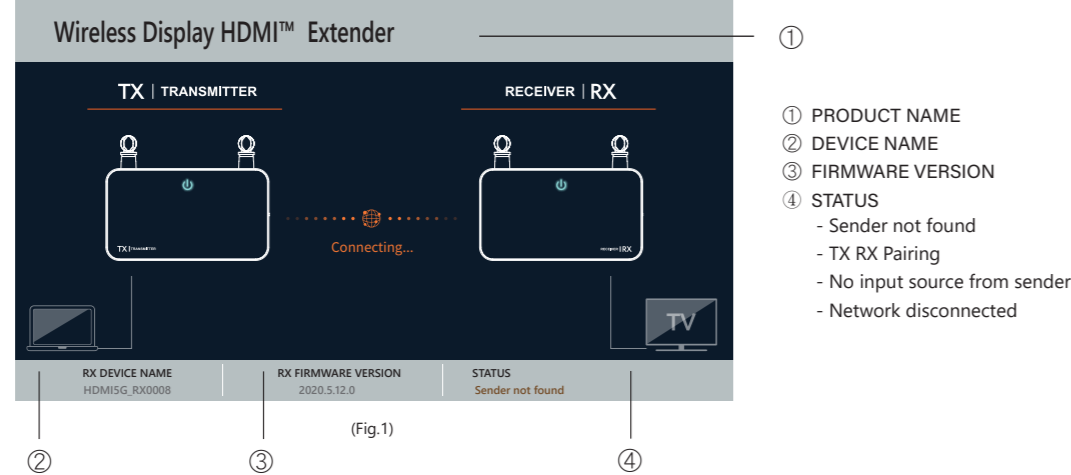 Wireless Display HDMI™ Extender
①
TX | TRANSMITTER
RECEIVER | RX
TX | TRANSMITTER
RECEIVER | RX
Connecting...
TV
RX DEVICE NAME
HDMI5G_RX0008
RX FIRMWARE VERSION
2020.5.12.0
STATUS
Sender not found
(Fig.1)
②
③
④
① PRODUCT NAME
② DEVICE NAME
③ FIRMWARE VERSION
④ STATUS
- Sender not found
- TX RX Pairing
- No input source from sender
- Network disconnected